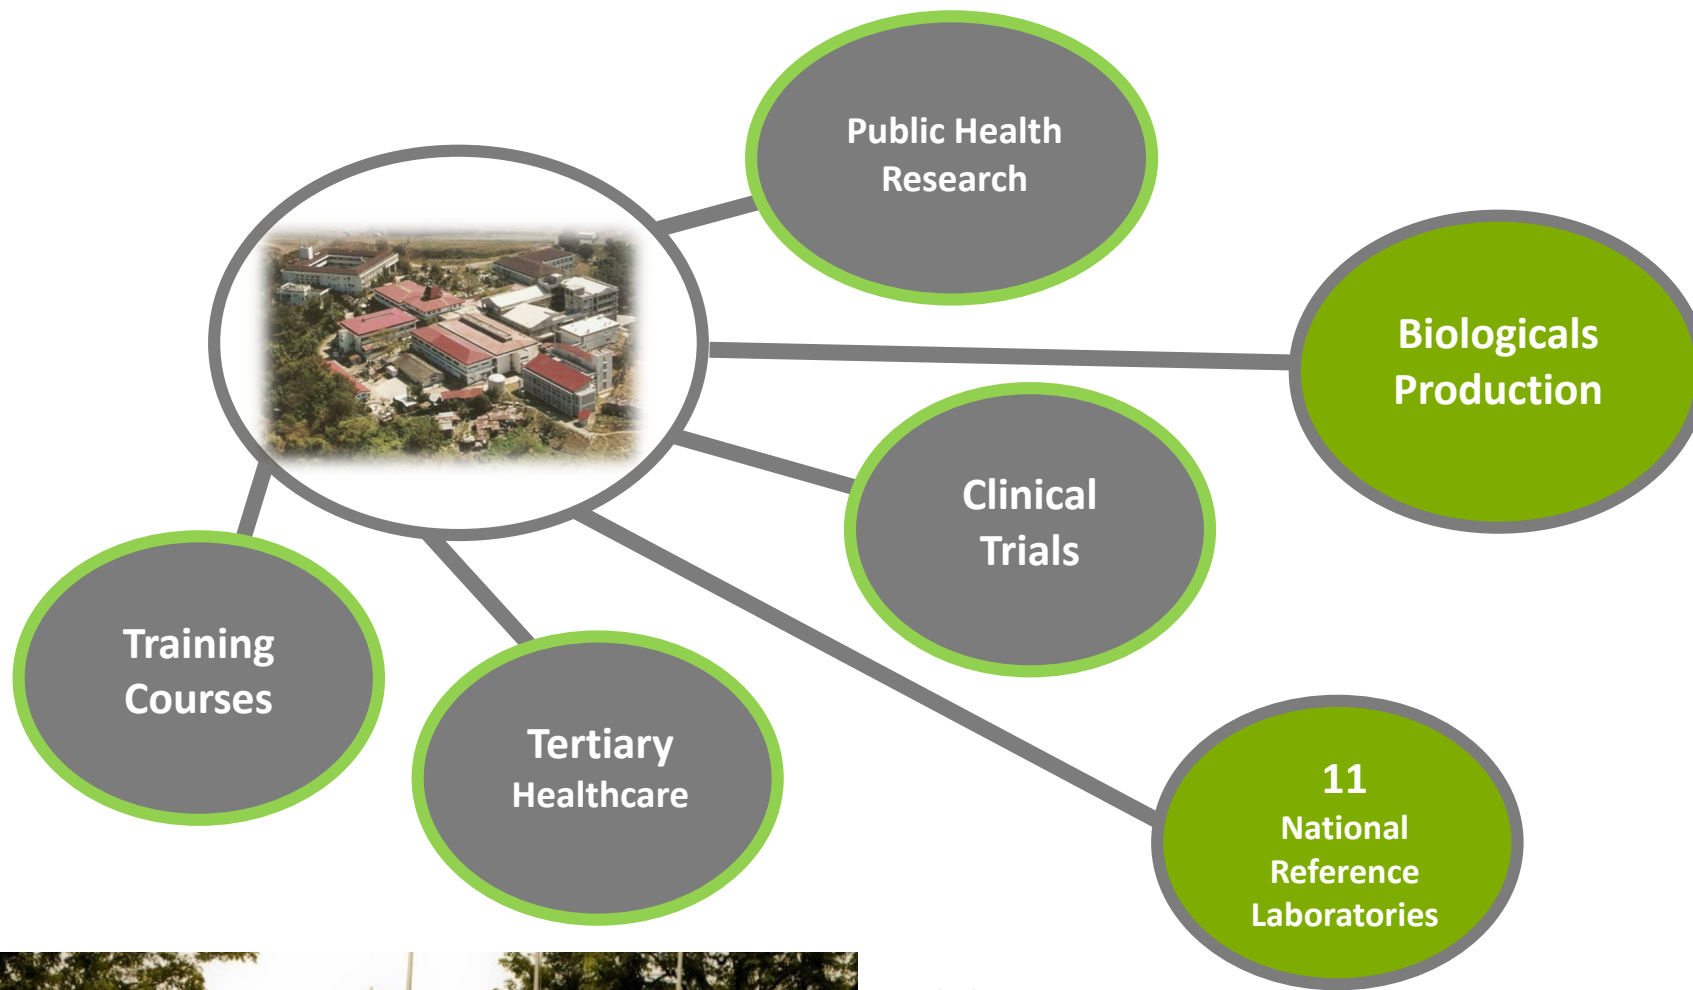 Public Health
Research
Biologicals
Production
Clinical
Trials
Training
Courses
Tertiary
Healthcare
11
National
Reference
Laboratories